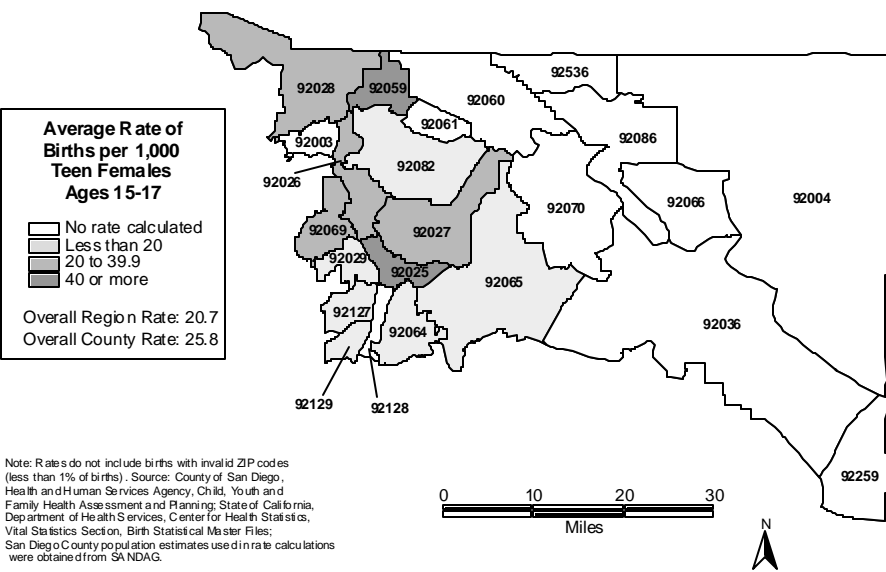 92028
92059
92060
92536
92061
92086
92003
92082
92026
92066
92004
92070
92069
92027
92029
92025
92065
92127
92064
92036
92129
92128
92259
Average Rate of
Births per 1,000
Teen Females
Ages 15-17
No rate calculated
Less than 20
20 to 39.9
40 or more
Overall Region Rate: 20.7
Overall County Rate: 25.8
Note: Rates do not include births with invalid ZIP codes
(less than 1% of births). Source: County of San Diego,
Health and Human Services Agency, Child, Youth and
Family Health Assessment and Planning; State of California,
Department of Health Services, Center for Health Statistics,
Vital Statistics Section, Birth Statistical Master Files;
San Diego County population estimates used in rate calculations
were obtained from SANDAG.
0 10 20 30
Miles
N